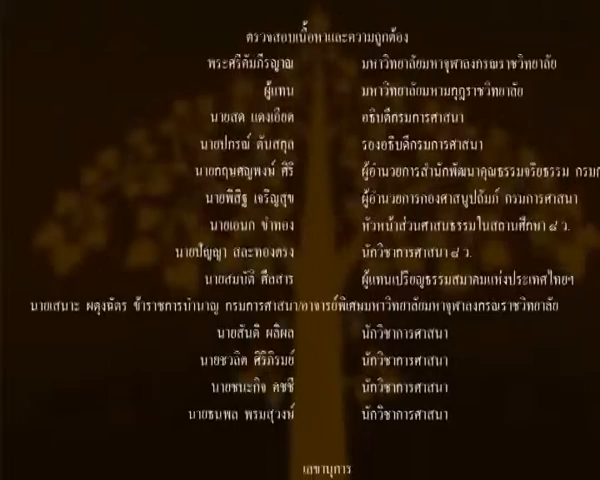 ตรวจสอบเนื้อหาและความถูกต้อง
พระศรีคัมภีรญาณ มหาวิทยาลัยมหาจุฬาลงกรณราชวิทยาลัย
ผู้แทน มหาวิทยาลัยมหามกุฏราชวิทยาลัย
นายสด แดงเอียด อธิบดีกรมการศาสนา
นายปกรณ์ ตันสกุล รองอธิบดีกรมการศาสนา
นายกฤษศญพงษ์ ศิริ ผู้อำนวยการสำนักพัฒนาคุณธรรมจริยธรรม กรมก
นายพิสิฐ เจริญสุข ผู้อำนวยการกองศาสนูปถัมภ์ กรมการศาสนา
นายเอนก ขำทอง หัวหน้าส่วนศาสนธรรมในสถานศึกษา ๘ ว.
นายปัญญา สละทองตรง นักวิชาการศาสนา ๘ ว.
นายสมบัติ ศีลสาร ผู้แทนเปรียญธรรมสมาคมแห่งประเทศไทยฯ
นายเสนาะ ผดุงฉัตร ข้าราชการบำนาญ กรมการศาสนา/อาจารย์พิเศษมหาวิทยาลัยมหาจุฬาลงกรณราชวิทยาลัย
นายสันติ ผลิผล นักวิชาการศาสนา
นายชวลิต ศิริภิรมย์ นักวิชาการศาสนา
นายชนะกิจ คชชี นักวิชาการศาสนา
นายธนพล พรมสุวงษ์ นักวิชาการศาสนา
เลขานุการ